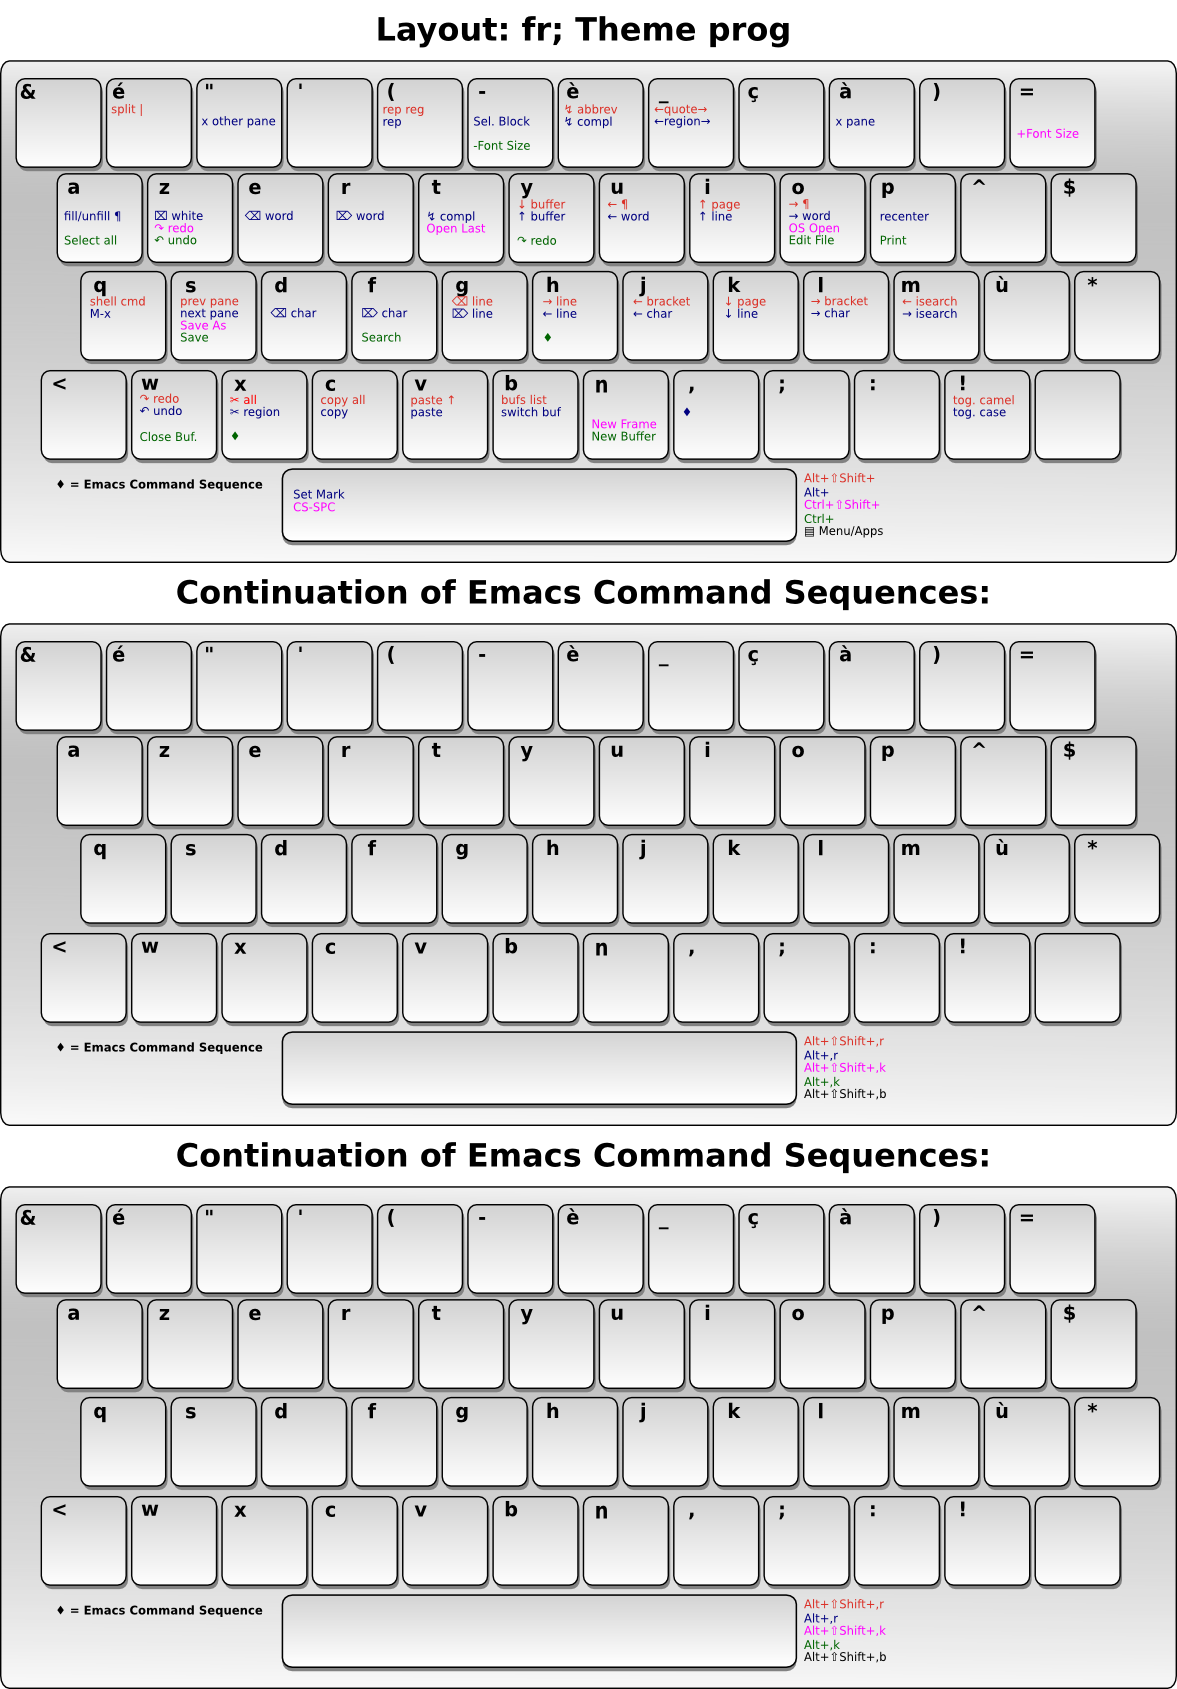 Layout: fr; Theme prog
& é " ' ( - è _ ç à ) =
split | rep reg ↯ abbrev ←quote→
x other pane rep Sel. Block ↯ compl ←region→ x pane
+Font Size
-Font Size
a z e r t y u i o p ^ $
↓ buffer ← ¶ ↑ page → ¶
fill/unfill ¶ ⌧ white ⌫ word ⌦ word ↯ compl ↑ buffer ← word ↑ line → word recenter
↷ redo Open Last OS Open
Select all ↶ undo ↷ redo Edit File Print
q s d f g h j k l m ù *
shell cmd prev pane ⌫ line → line ← bracket ↓ page → bracket ← isearch
M-x next pane ⌫ char ⌦ char ⌦ line ← line ← char ↓ line → char → isearch
Save As
Save Search ♦
< w x c v b n , ; : !
↷ redo ✂ all copy all paste ↑ bufs list tog. camel
↶ undo ✂ region copy paste switch buf ♦ tog. case
New Frame
Close Buf. ♦ New Buffer
♦ = Emacs Command Sequence
Set Mark
CS-SPC
Alt+⇧Shift+
Alt+
Ctrl+⇧Shift+
Ctrl+
▤ Menu/Apps
Continuation of Emacs Command Sequences:
& é " ' ( - è _ ç à ) =
a z e r t y u i o p ^ $
q s d f g h j k l m ù *
< w x c v b n , ; : !
♦ = Emacs Command Sequence
Alt+⇧Shift+,r
Alt+,r
Alt+⇧Shift+,k
Alt+,k
Alt+⇧Shift+,b
Continuation of Emacs Command Sequences:
& é " ' ( - è _ ç à ) =
a z e r t y u i o p ^ $
q s d f g h j k l m ù *
< w x c v b n , ; : !
♦ = Emacs Command Sequence
Alt+⇧Shift+,r
Alt+,r
Alt+⇧Shift+,k
Alt+,k
Alt+⇧Shift+,b